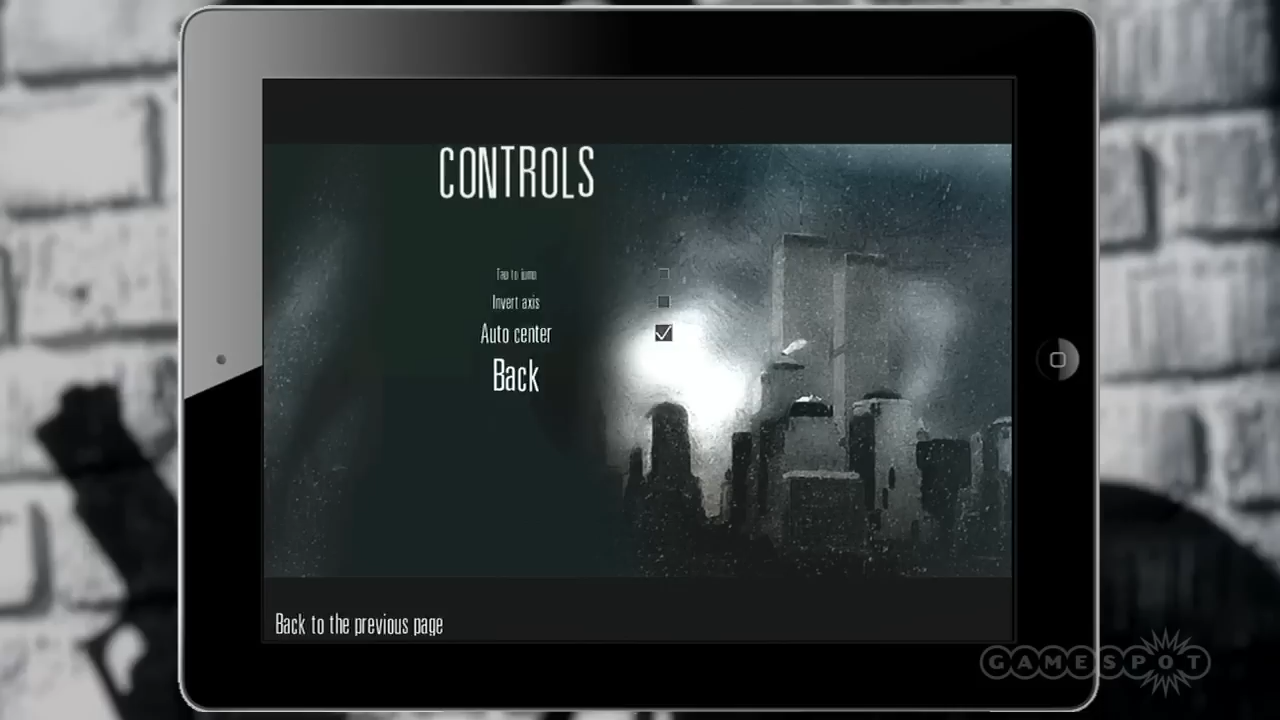 CONTROLS
Tap to jump
Invert axis
Auto center
Back
Back to the previous page
GAMESPOT